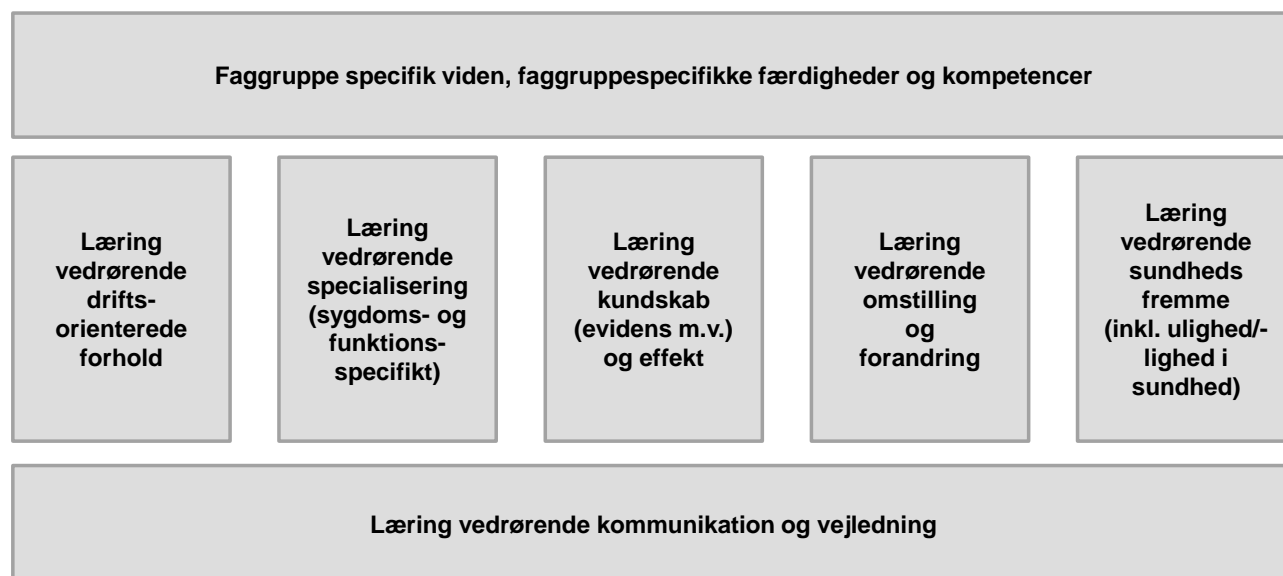 Faggruppe specifik viden, faggruppespecifikke færdigheder og kompetencer
Læring
vedrørende
drifts-
orienterede
forhold
Læring
vedrørende
specialisering
(sygdoms- og
funktions-
specifikt)
Læring
vedrørende
kundskab
(evidens m.v.)
og effekt
Læring
vedrørende
omstilling
og
forandring
Læring
vedrørende
sundheds
fremme
(inkl. ulighed/-
lighed i
sundhed)
Læring vedrørende kommunikation og vejledning